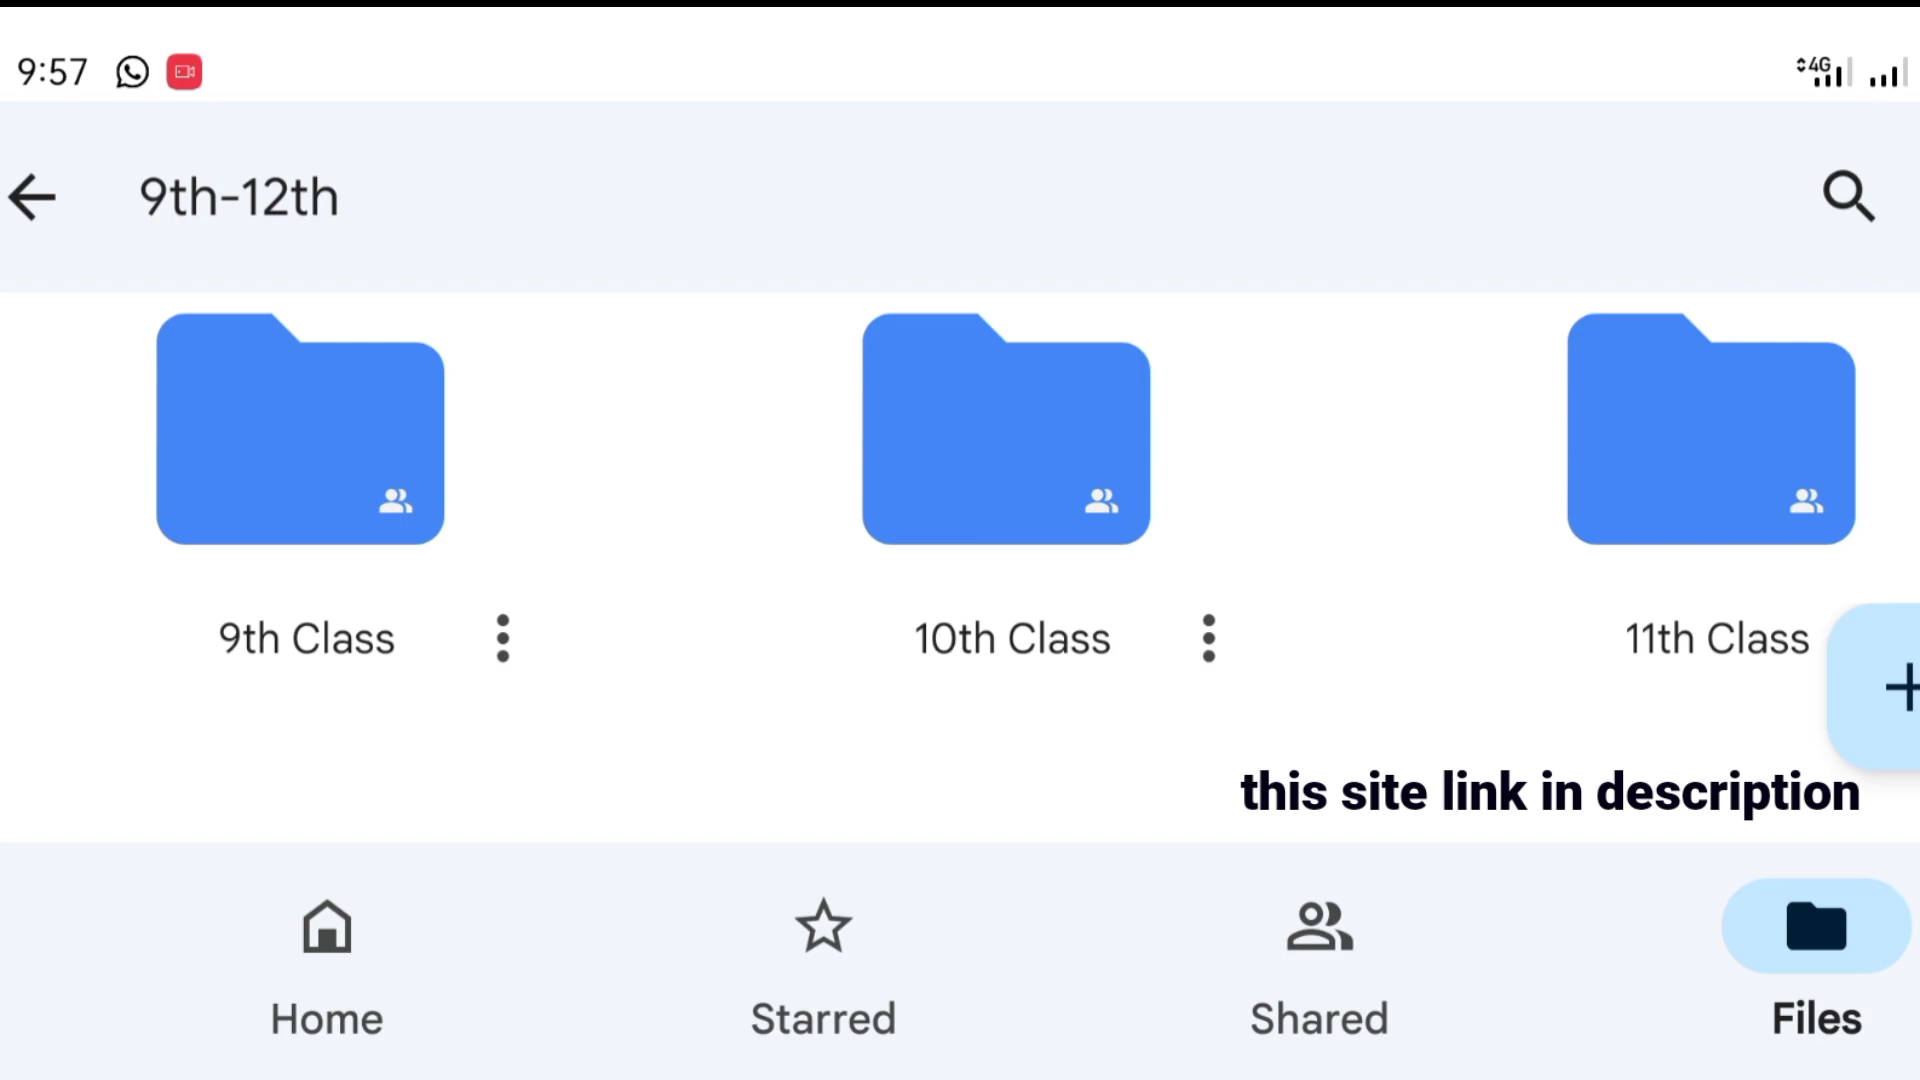 9:57
4G
9th-12th
9th Class
10th Class
11th Class
this site link in description
Home
Starred
Shared
Files